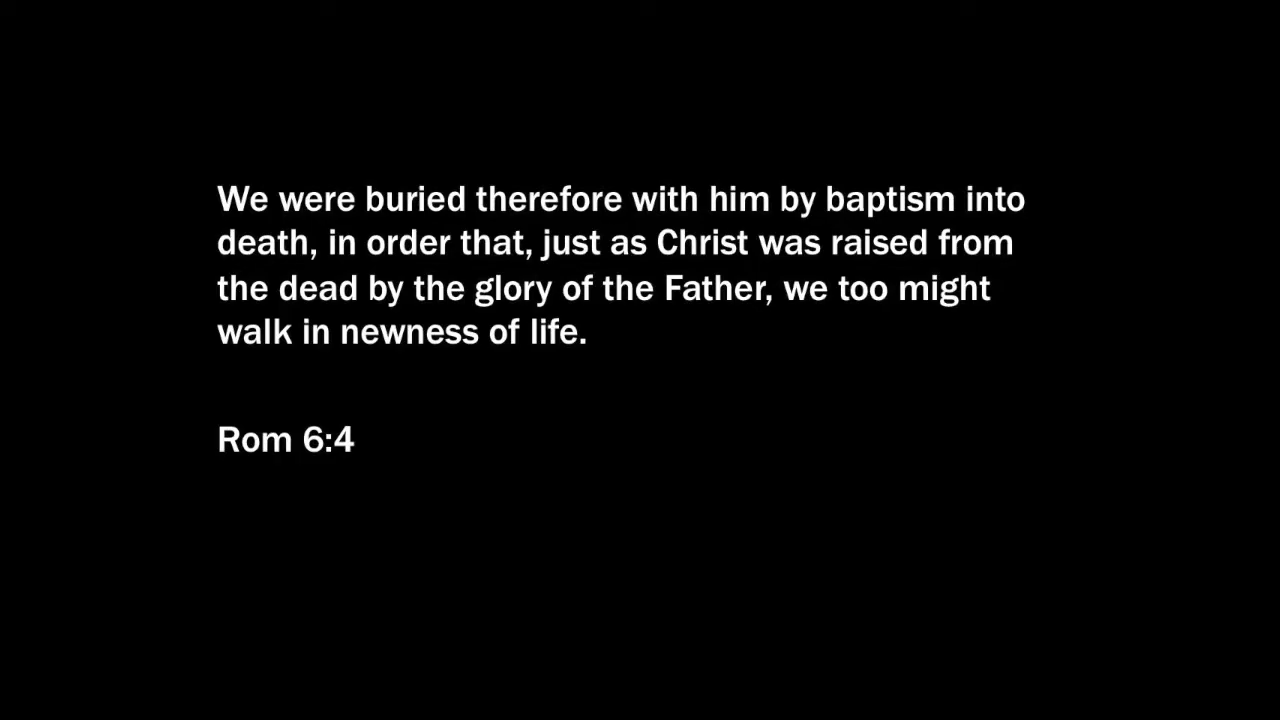 We were buried therefore with him by baptism into
death, in order that, just as Christ was raised from
the dead by the glory of the Father, we too might
walk in newness of life.
Rom 6:4